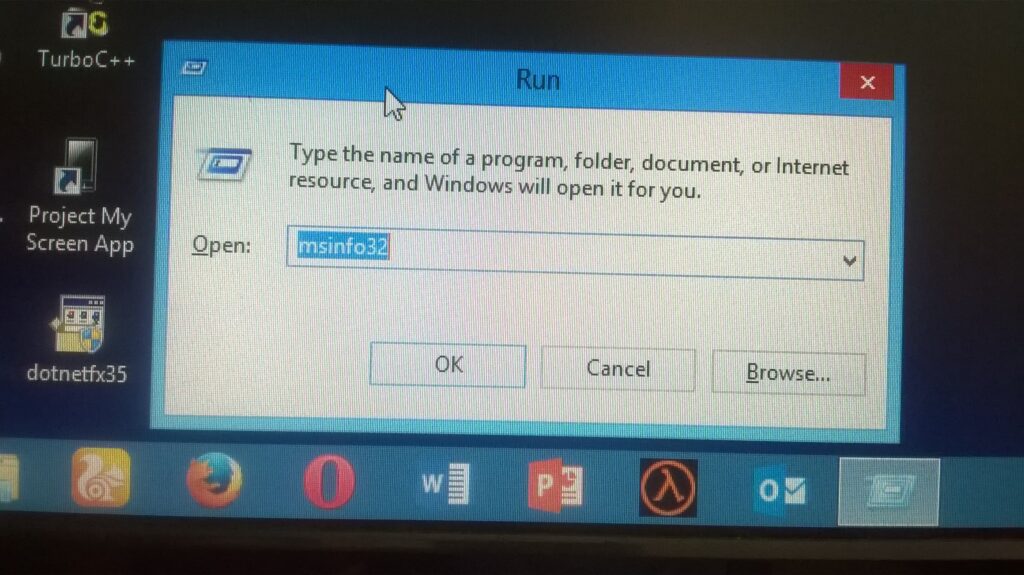 TurboC++
Project My
Screen App
dotnetfx35
Run
Type the name of a program, folder, document, or Internet
resource, and Windows will open it for you.
Open:
msinfo32
OK
Cancel
Browse...
W
P
λ
O